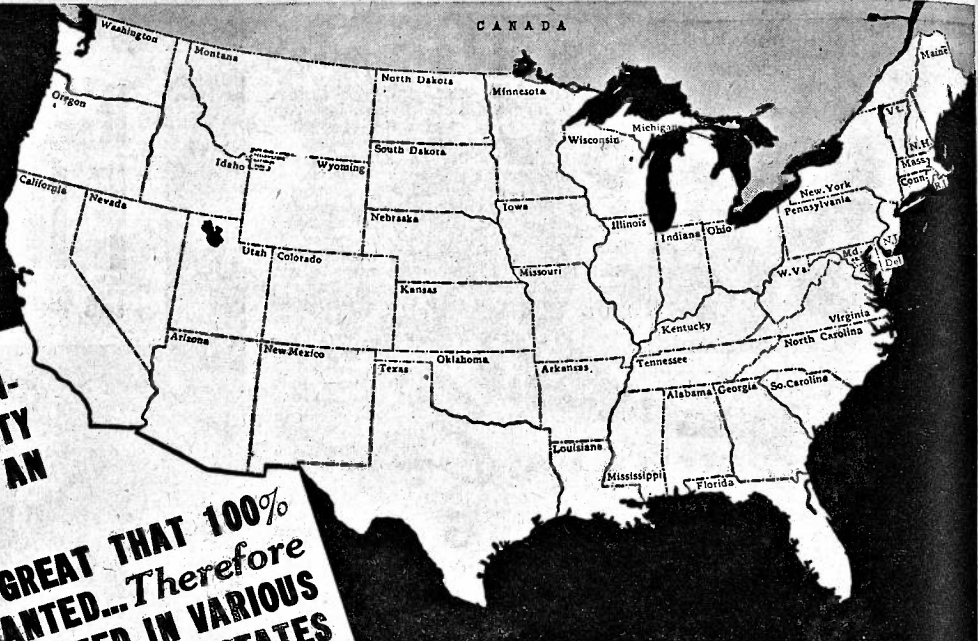 CANADA
Washington
Montana
North Dakota
Minnesota
Maine
Oregon
Vt.
N.H.
Wisconsin
Michigan
South Dakota
Idaho
Wyoming
Mass.
Conn.
R.I.
California
Nevada
New York
Pennsylvania
Iowa
Nebraska
Illinois
Indiana
Ohio
N.J.
Utah
Colorado
Md.
Del
W.Va.
Missouri
Kansas
Virginia
Kentucky
North Carolina
Arizona
New Mexico
Oklahoma
Tennessee
Texas
Arkansas
So. Carolina
Alabama
Georgia
Louisiana
Mississippi
Florida
TY
AN
GREAT THAT 100%
ANTED...Therefore
ED IN VARIOUS
TATES